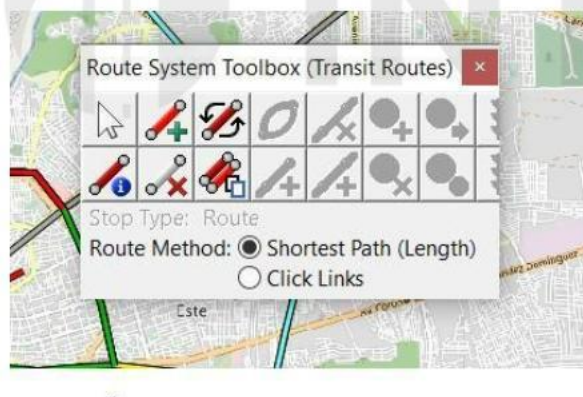 Route System Toolbox (Transit Routes)
Stop Type: Route
Route Method: Shortest Path (Length)
Click Links
Este